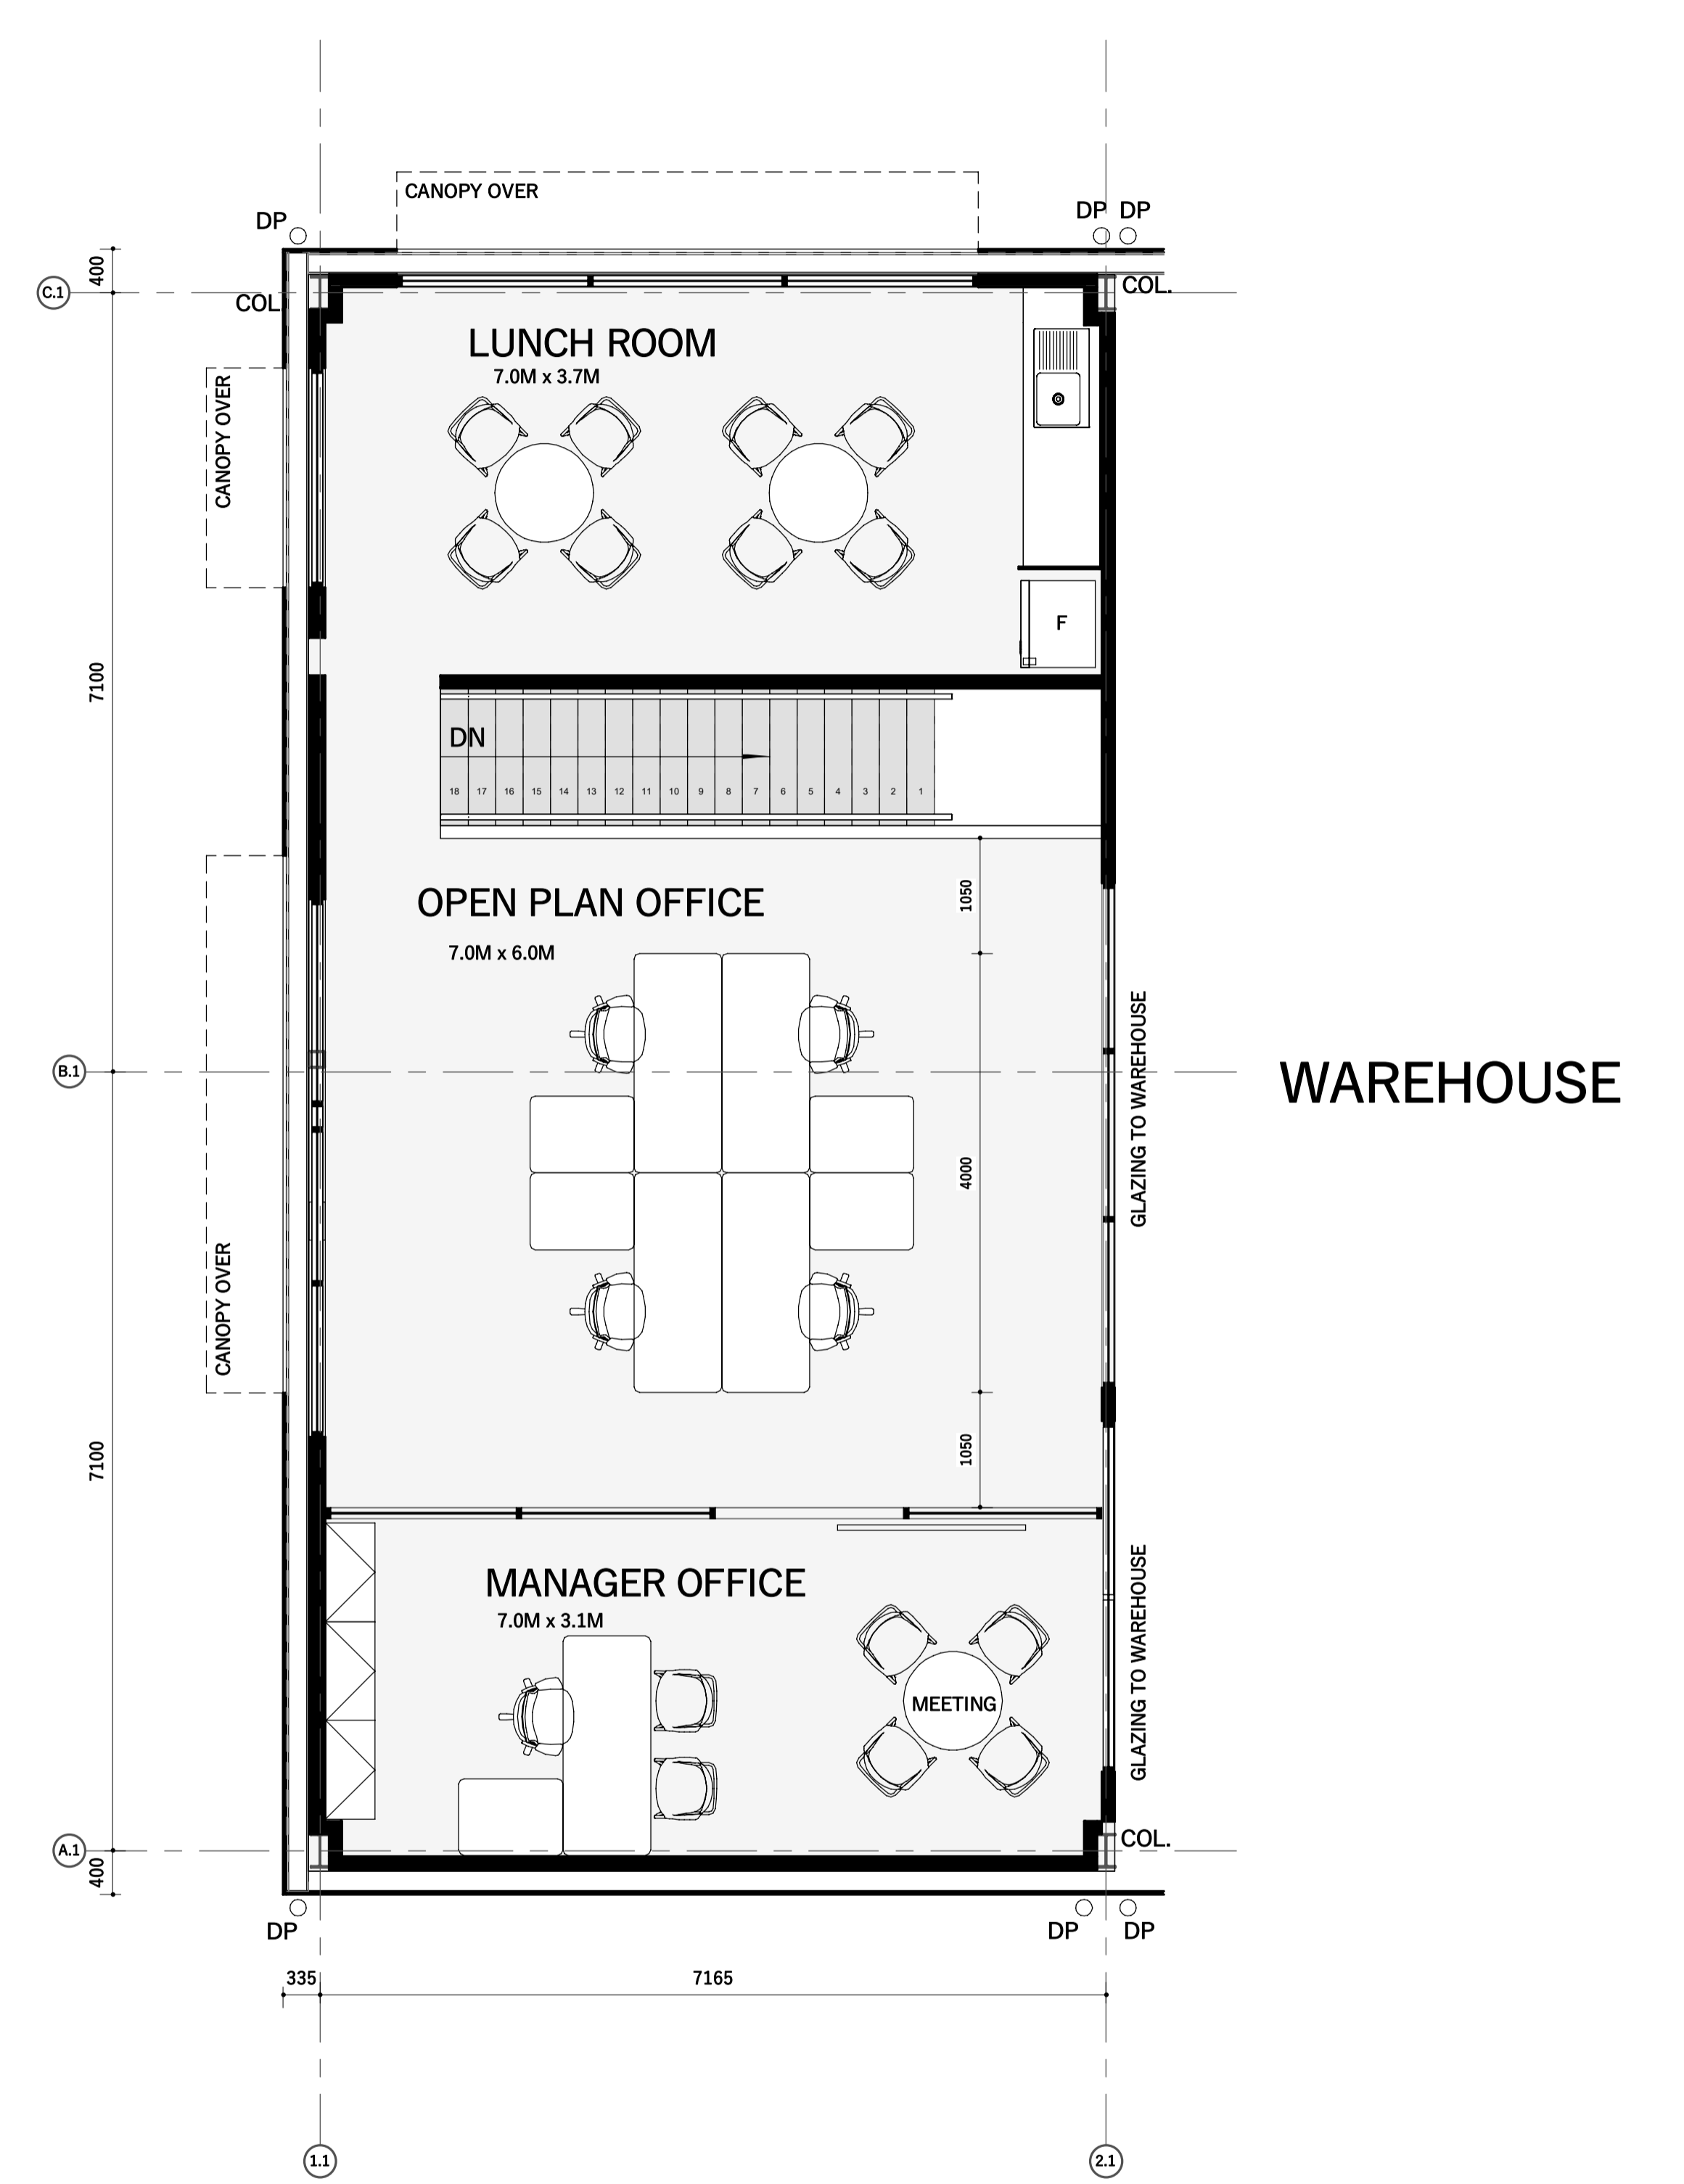 CANOPY OVER
DP
DP DP
400
C.1
COL.
COL.
LUNCH ROOM
7.0M x 3.7M
CANOPY OVER
F
7100
DN
18 17 16 15 14 13 12 11 10 9 8 7 6 5 4 3 2 1
OPEN PLAN OFFICE
1050
7.0M x 6.0M
B.1
GLAZING TO WAREHOUSE
WAREHOUSE
4000
CANOPY OVER
7100
1050
MANAGER OFFICE
7.0M x 3.1M
GLAZING TO WAREHOUSE
MEETING
A.1
COL.
400
DP
DP DP
335 7165
1.1 2.1